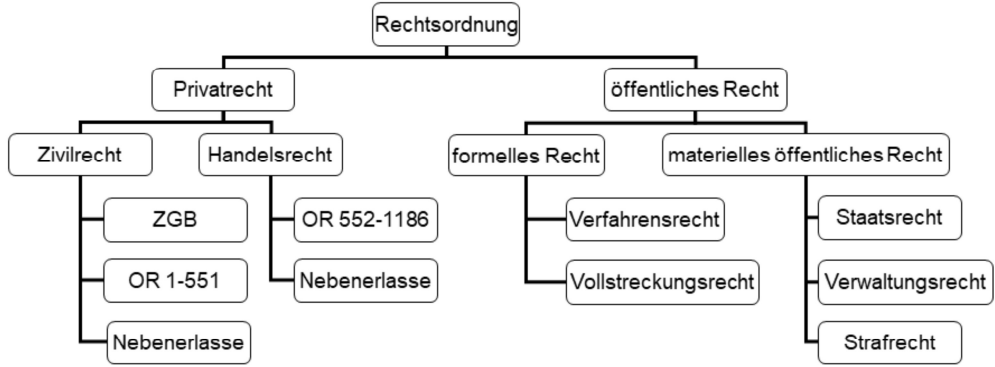 Rechtsordnung
Privatrecht
öffentliches Recht
Zivilrecht
Handelsrecht
formelles Recht
materielles öffentliches Recht
ZGB
OR 552-1186
Verfahrensrecht
Staatsrecht
OR 1-551
Nebenerlasse
Vollstreckungsrecht
Verwaltungsrecht
Nebenerlasse
Strafrecht